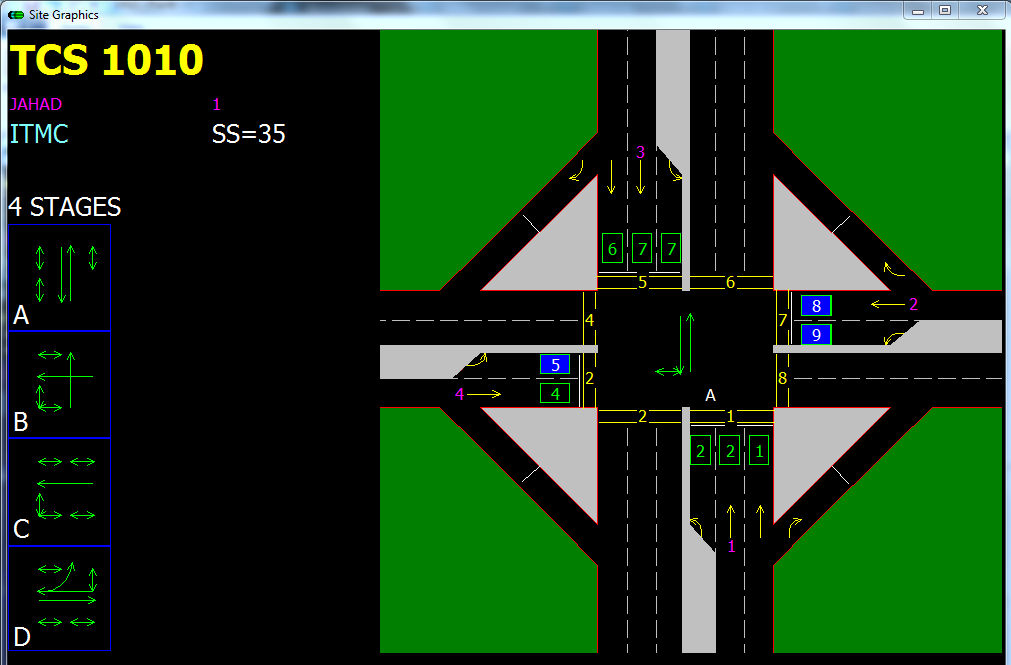 Site Graphics
TCS 1010
JAHAD 1
ITMC SS=35
4 STAGES
A
B
C
D
3
6 7 7
5 6
8 2
4 7
9
5
2 8
4 4
A
2 1
2 2 1
1